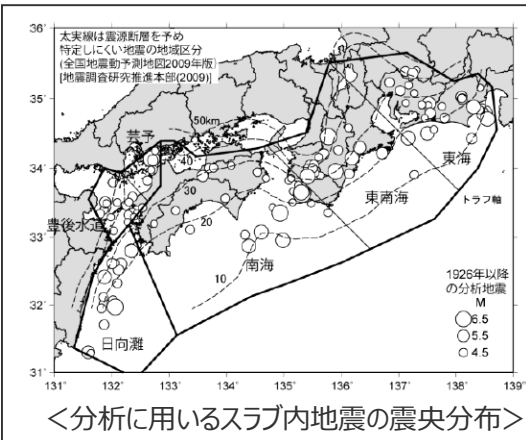 太実線は震源断層を予め
特定しにくい地震の地域区分
(全国地震動予測地図2009年版)
[地震調査研究推進本部(2009)]
36°
35°
34°
33°
32°
31°
50km
芸予
40
30
20
10
豊後水道
日向灘
南海
東南海
東海
トラフ軸
1926年以降
の分析地震
M
6.5
5.5
4.5
131°
132°
133°
134°
135°
136°
137°
138°
139°
<分析に用いるスラブ内地震の震央分布>